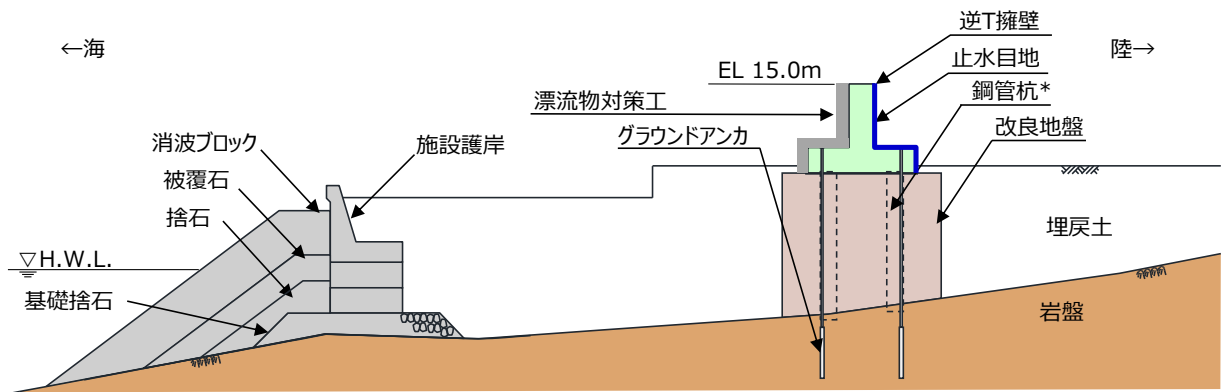 ←海
陸→
逆T擁壁
止水目地
EL 15.0m
鋼管杭*
漂流物対策工
改良地盤
グラウンドアンカ
消波ブロック
施設護岸
被覆石
捨石
埋戻土
▽H.W.L.
基礎捨石
岩盤